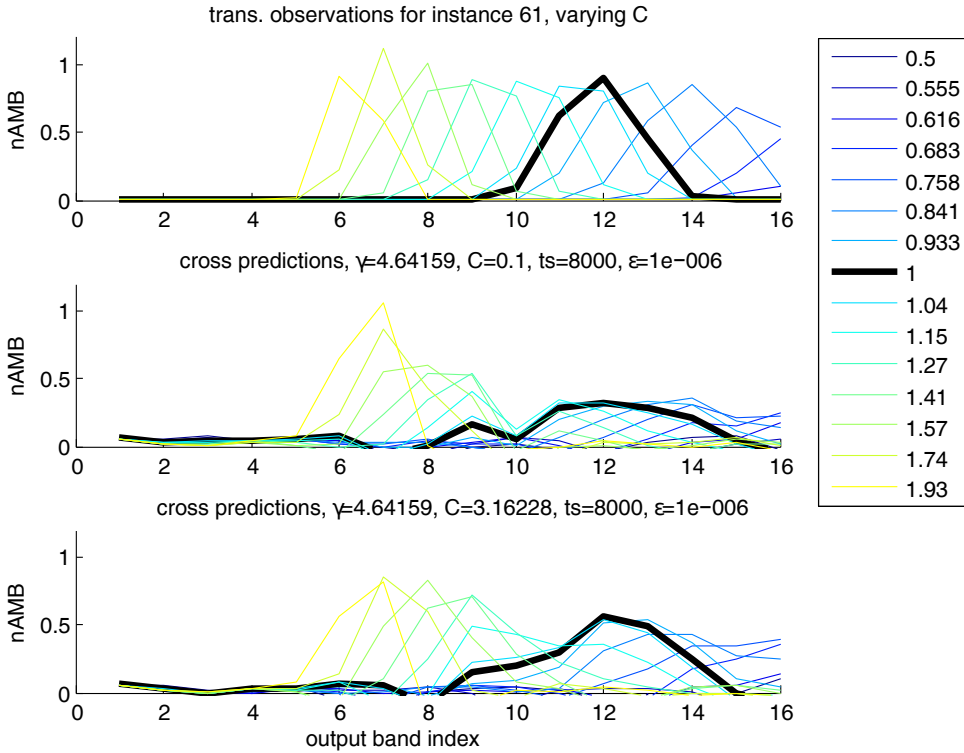 trans. observations for instance 61, varying C
nAMB
1
0.5
0
0 2 4 6 8 10 12 14 16
cross predictions, γ=4.64159, C=0.1, ts=8000, ε=1e−006
nAMB
1
0.5
0
0 2 4 6 8 10 12 14 16
cross predictions, γ=4.64159, C=3.16228, ts=8000, ε=1e−006
nAMB
1
0.5
0
0 2 4 6 8 10 12 14 16
output band index
0.5
0.555
0.616
0.683
0.758
0.841
0.933
1
1.04
1.15
1.27
1.41
1.57
1.74
1.93